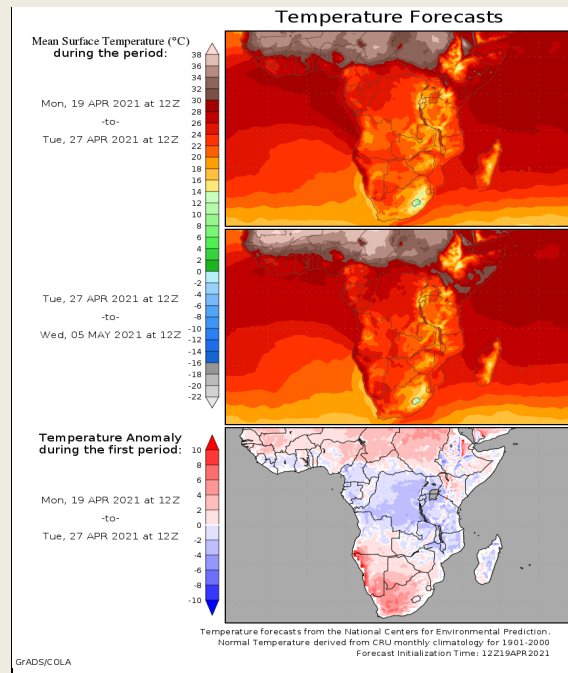 Temperature Forecasts
Mean Surface Temperature (°C)
during the period:
38
36
34
32
30
28
26
24
22
20
18
16
14
12
10
8
6
4
2
0
-2
-4
-6
-8
-10
-12
-14
-16
-18
-20
-22
Mon, 19 APR 2021 at 12Z
-to-
Tue, 27 APR 2021 at 12Z
Tue, 27 APR 2021 at 12Z
-to-
Wed, 05 MAY 2021 at 12Z
Temperature Anomaly
during the first period:
10
8
6
4
2
0
-2
-4
-6
-8
-10
Mon, 19 APR 2021 at 12Z
-to-
Tue, 27 APR 2021 at 12Z
Temperature forecasts from the National Centers for Environmental Prediction.
Normal Temperature derived from CRU monthly climatology for 1901-2000
Forecast Initialization Time: 12Z19APR2021
GrADS/COLA